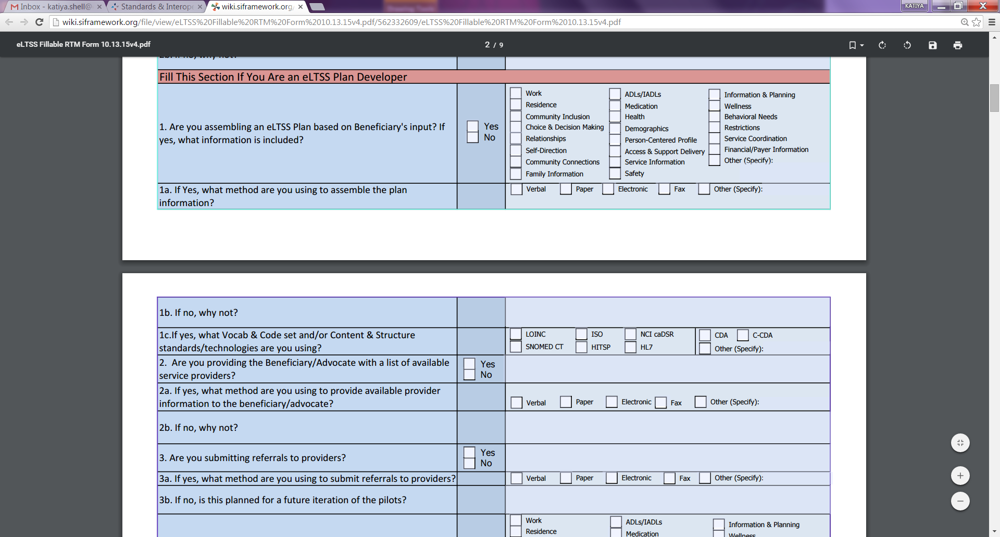 Inbox - katiya.shell@
Standards & Interope
wiki.siframework.org/
KATIYA
wiki.siframework.org/file/view/eLTSS%20Fillable%20RTM%20Form%2010.13.15v4.pdf/562332609/eLTSS%20Fillable%20RTM%20Form%2010.13.15v4.pdf
eLTSS Fillable RTM Form 10.13.15v4.pdf
2 / 9
2b. If no, why not?
Fill This Section If You Are an eLTSS Plan Developer
1. Are you assembling an eLTSS Plan based on Beneficiary's input? If
yes, what information is included?
Yes
No
Work
Residence
Community Inclusion
Choice & Decision Making
Relationships
Self-Direction
Community Connections
Family Information
ADLs/IADLs
Medication
Health
Demographics
Person-Centered Profile
Access & Support Delivery
Service Information
Safety
Information & Planning
Wellness
Behavioral Needs
Restrictions
Service Coordination
Financial/Payer Information
Other (Specify):
1a. If Yes, what method are you using to assemble the plan
information?
Verbal Paper Electronic Fax Other (Specify):
1b. If no, why not?
1c.If yes, what Vocab & Code set and/or Content & Structure
standards/technologies are you using?
LOINC ISO NCI caDSR CDA C-CDA
SNOMED CT HITSP HL7 Other (Specify):
2. Are you providing the Beneficiary/Advocate with a list of available
service providers?
Yes
No
2a. If yes, what method are you using to provide available provider
information to the beneficiary/advocate?
Verbal Paper Electronic Fax Other (Specify):
2b. If no, why not?
3. Are you submitting referrals to providers?
Yes
No
3a. If yes, what method are you using to submit referrals to providers?
Verbal Paper Electronic Fax Other (Specify):
3b. If no, is this planned for a future iteration of the pilots?
Work ADLs/IADLs Information & Planning
Residence Medication Wellness